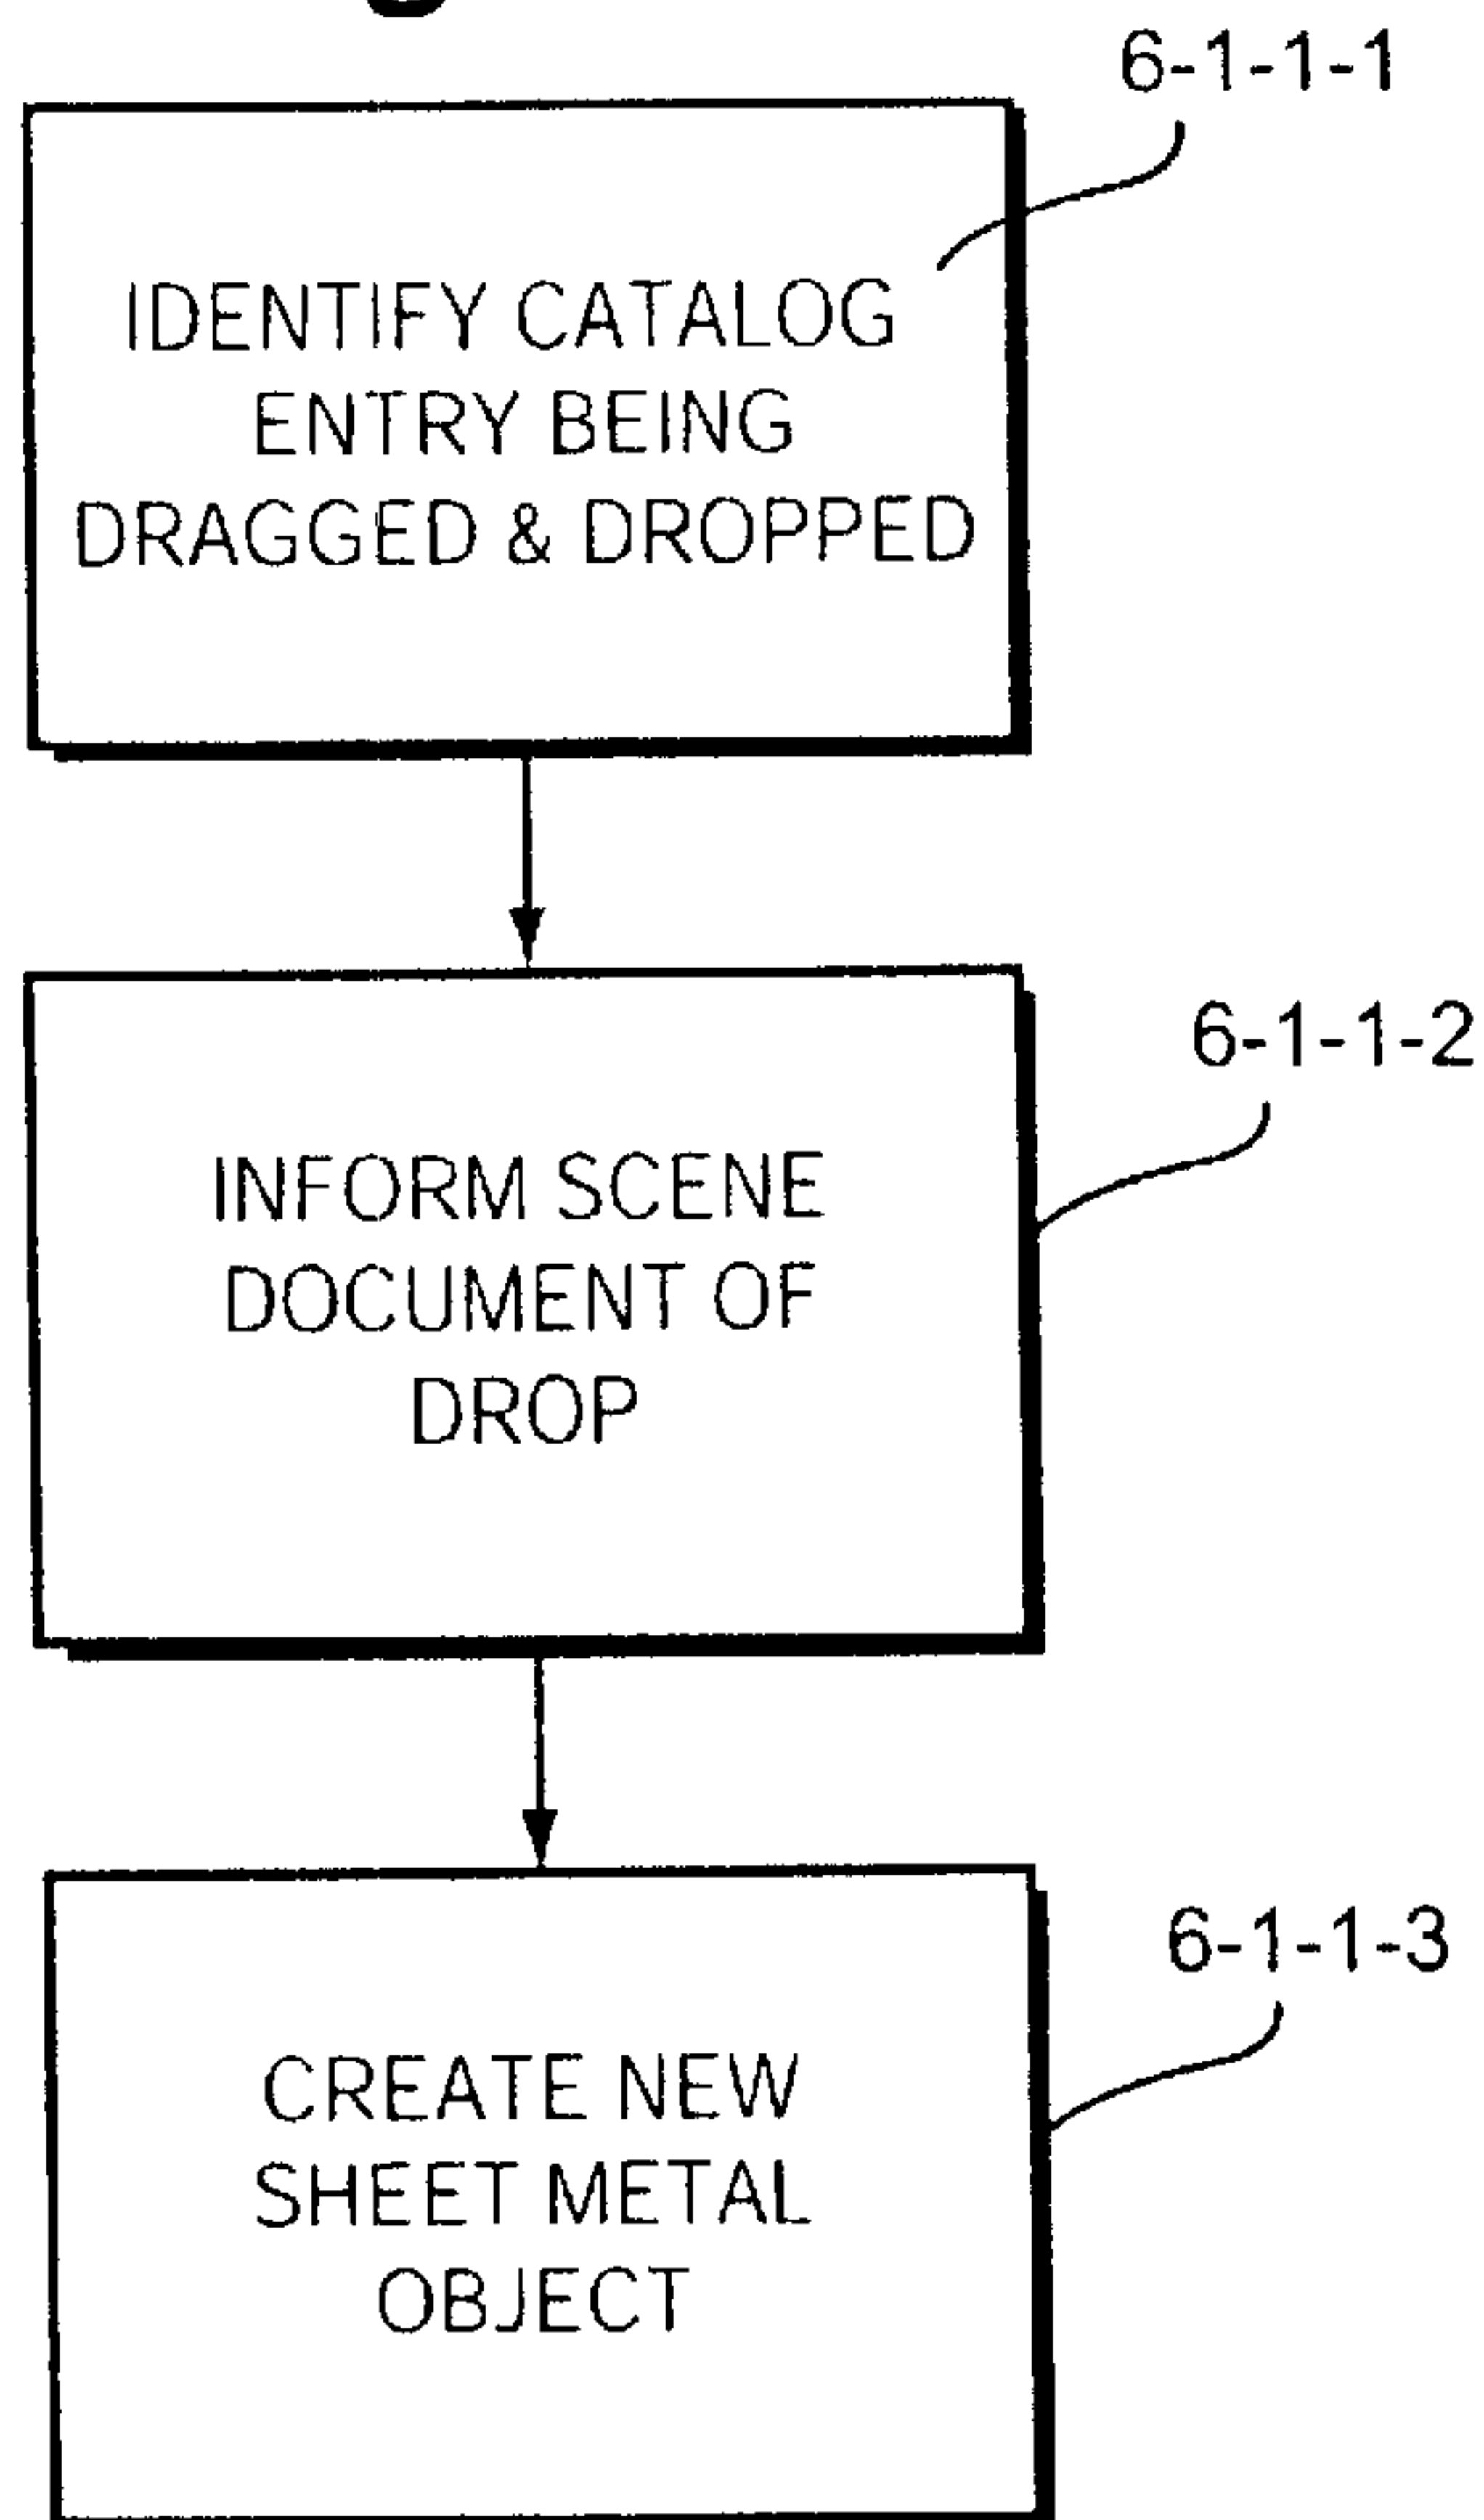 6-1-1-1
IDENTIFY CATALOG
ENTRY BEING
DRAGGED & DROPPED
6-1-1-2
INFORM SCENE
DOCUMENT OF
DROP
6-1-1-3
CREATE NEW
SHEET METAL
OBJECT